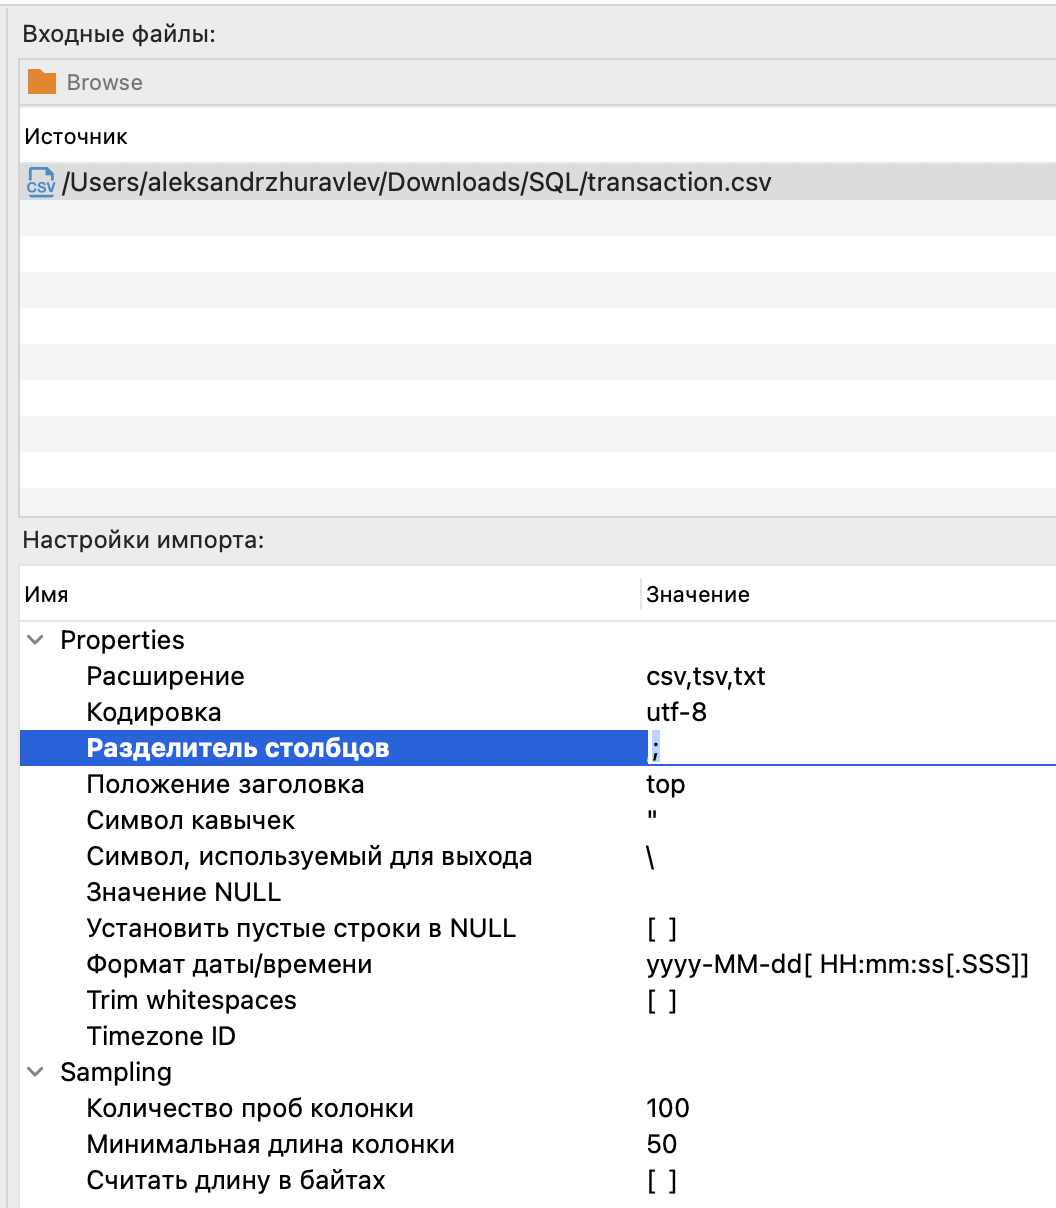 Входные файлы:
Browse
Источник
CSV /Users/aleksandrzhuravlev/Downloads/SQL/transaction.csv
Настройки импорта:
Имя Значение
Properties
Расширение csv,tsv,txt
Кодировка utf-8
Разделитель столбцов ;
Положение заголовка top
Символ кавычек "
Символ, используемый для выхода \
Значение NULL
Установить пустые строки в NULL [ ]
Формат даты/времени yyyy-MM-dd[ HH:mm:ss[.SSS]]
Trim whitespaces [ ]
Timezone ID
Sampling
Количество проб колонки 100
Минимальная длина колонки 50
Считать длину в байтах [ ]